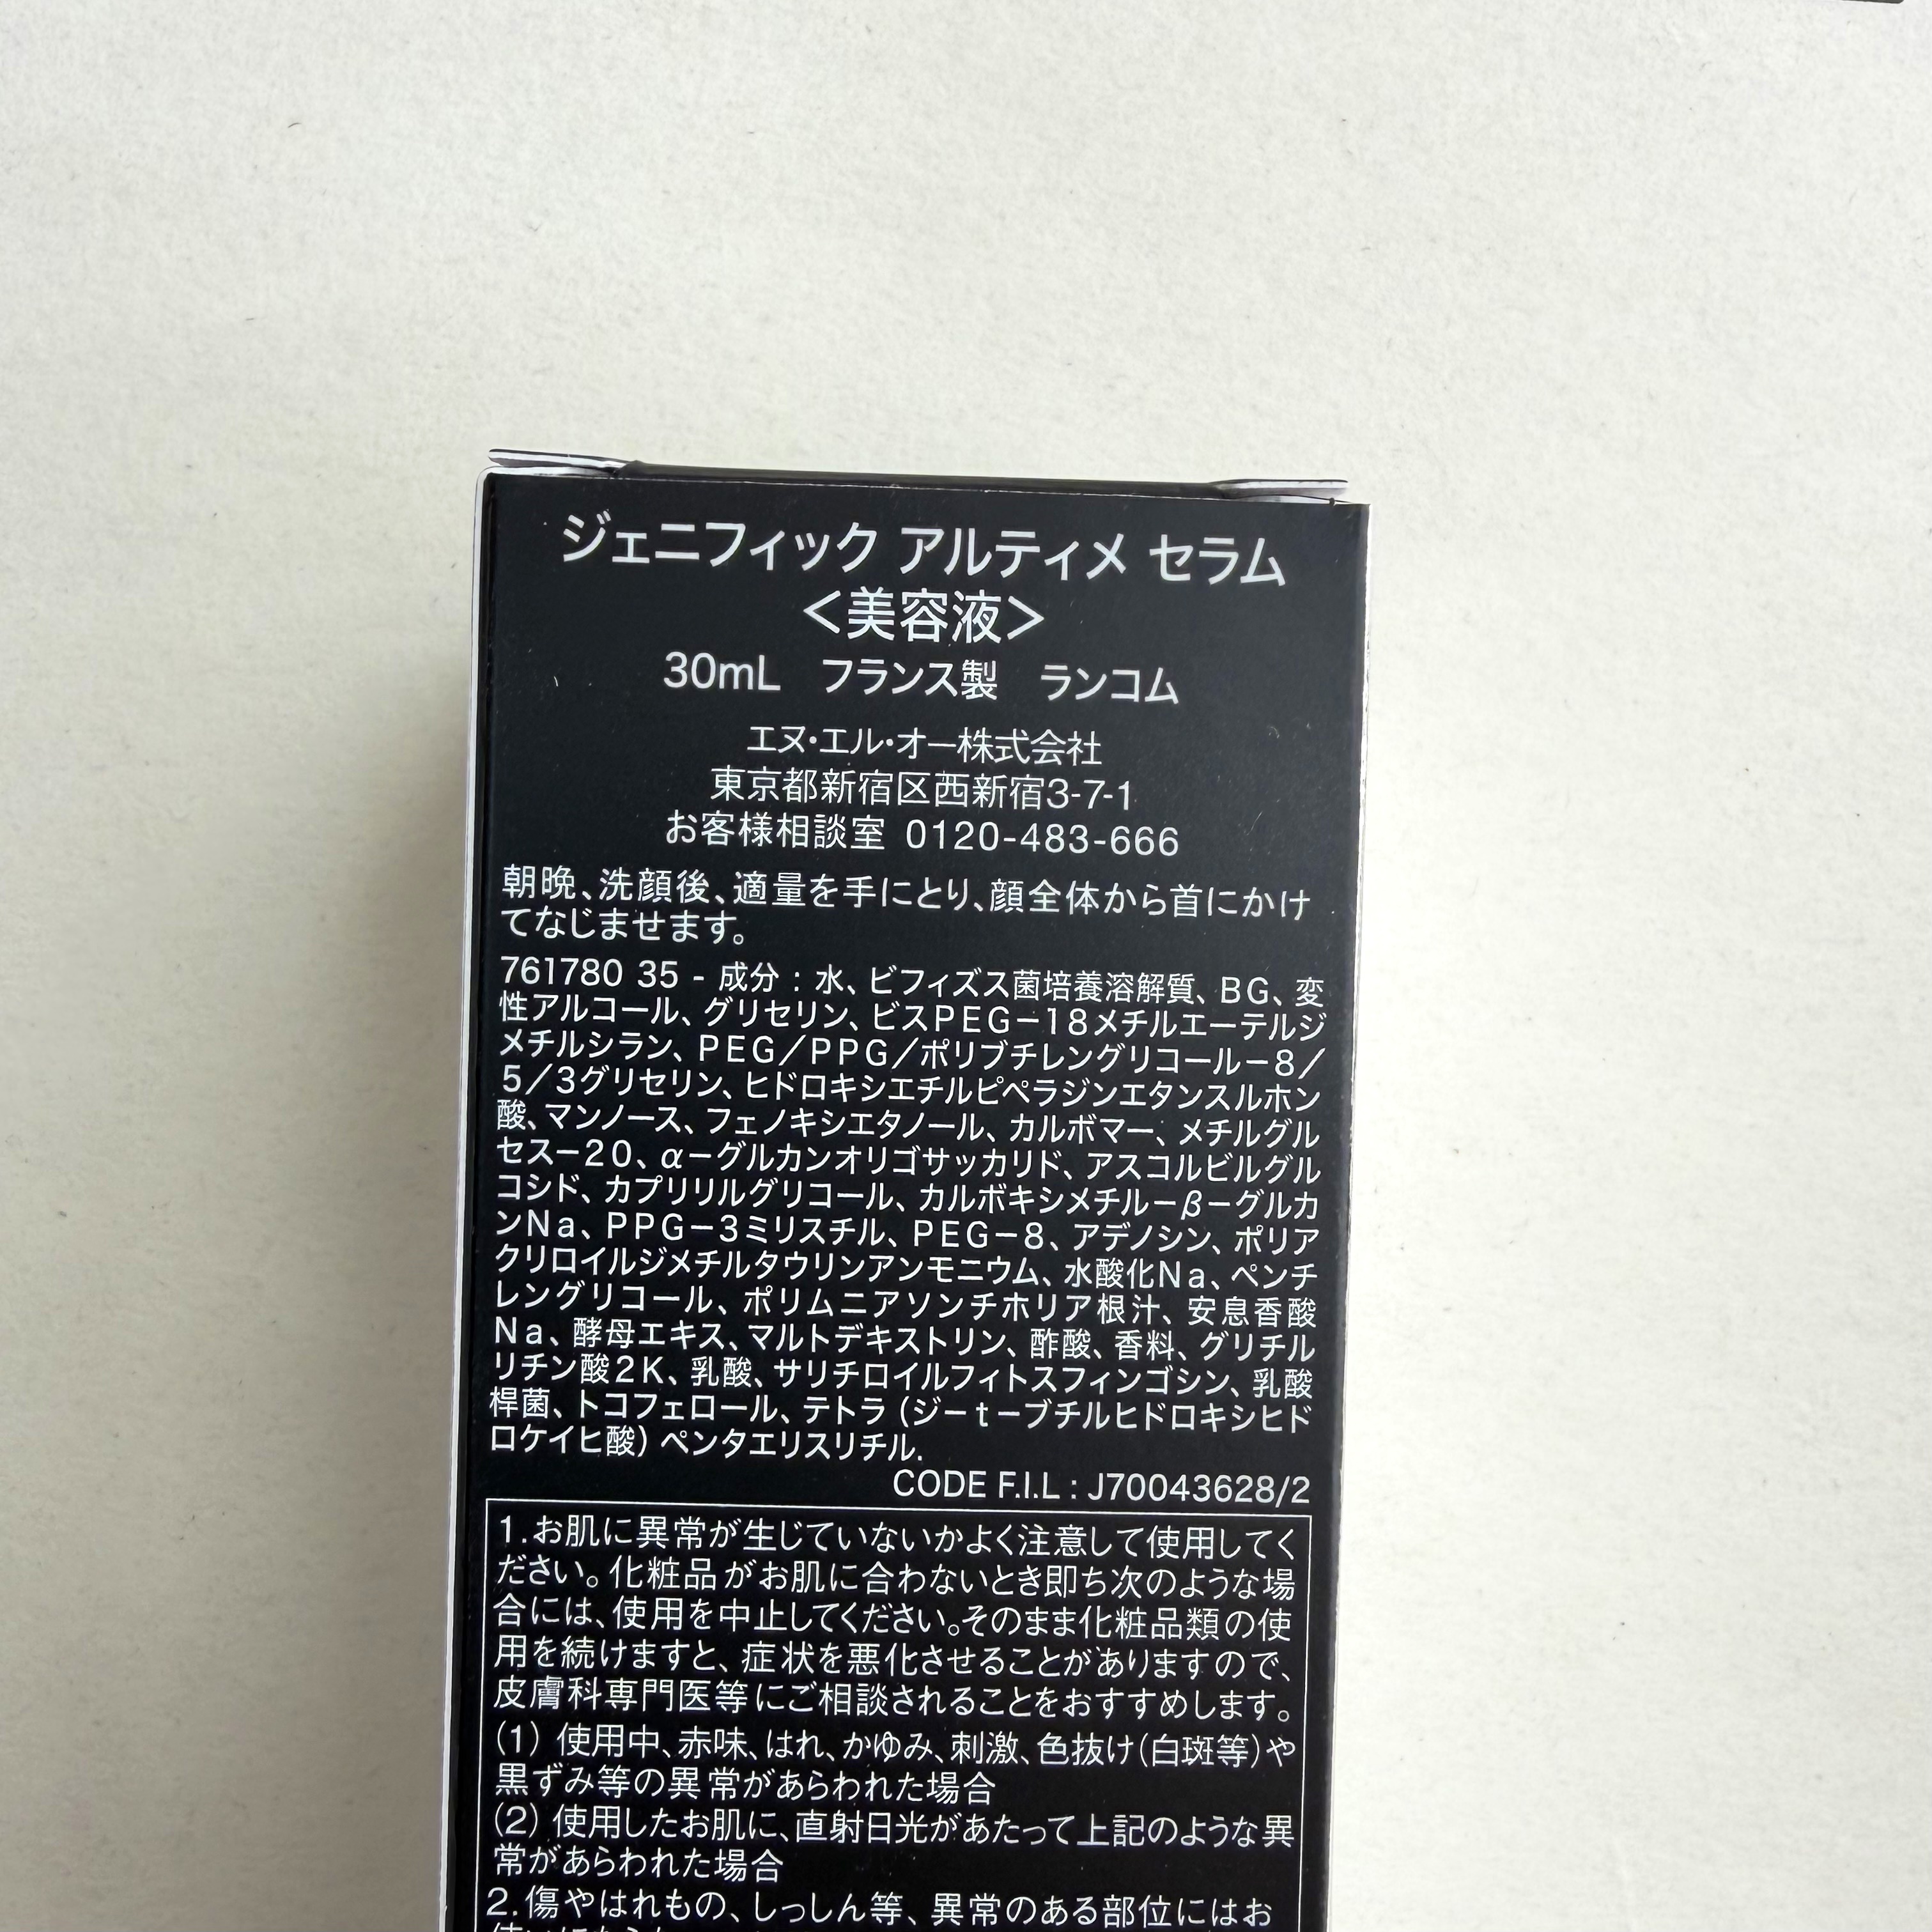 ジェニフィック アルティメ セラム
＜美容液＞
30mL　フランス製　ランコム
エヌ・エル・オー株式会社
東京都新宿区西新宿3-7-1
お客様相談室 0120-483-666
朝晩、洗顔後、適量を手にとり、顔全体から首にかけ
てなじませます。
761780 35 - 成分：水、ビフィズス菌培養溶解質、BG、変
性アルコール、グリセリン、ビスPEG－18メチルエーテルジ
メチルシラン、PEG／PPG／ポリブチレングリコール－8／
5／3グリセリン、ヒドロキシエチルピペラジンエタンスルホン
酸、マンノース、フェノキシエタノール、カルボマー、メチルグル
セス－20、α－グルカンオリゴサッカリド、アスコルビルグル
コシド、カプリリルグリコール、カルボキシメチル－β－グルカ
ンNa、PPG－3ミリスチル、PEG－8、アデノシン、ポリア
クリロイルジメチルタウリンアンモニウム、水酸化Na、ペンチ
レングリコール、ポリムニアソンチホリア根汁、安息香酸
Na、酵母エキス、マルトデキストリン、酢酸、香料、グリチル
リチン酸2K、乳酸、サリチロイルフィトスフィンゴシン、乳酸
桿菌、トコフェロール、テトラ（ジーtーブチルヒドロキシヒド
ロケイヒ酸）ペンタエリスリチル.
CODE F.I.L : J70043628/2
1.お肌に異常が生じていないかよく注意して使用してく
ださい。化粧品がお肌に合わないとき即ち次のような場
合には、使用を中止してください。そのまま化粧品類の使
用を続けますと、症状を悪化させることがありますので、
皮膚科専門医等にご相談されることをおすすめします。
(1) 使用中、赤味、はれ、かゆみ、刺激、色抜け(白斑等)や
黒ずみ等の異常があらわれた場合
(2) 使用したお肌に、直射日光があたって上記のような異
常があらわれた場合
2.傷やはれもの、しっしん等、異常のある部位にはお